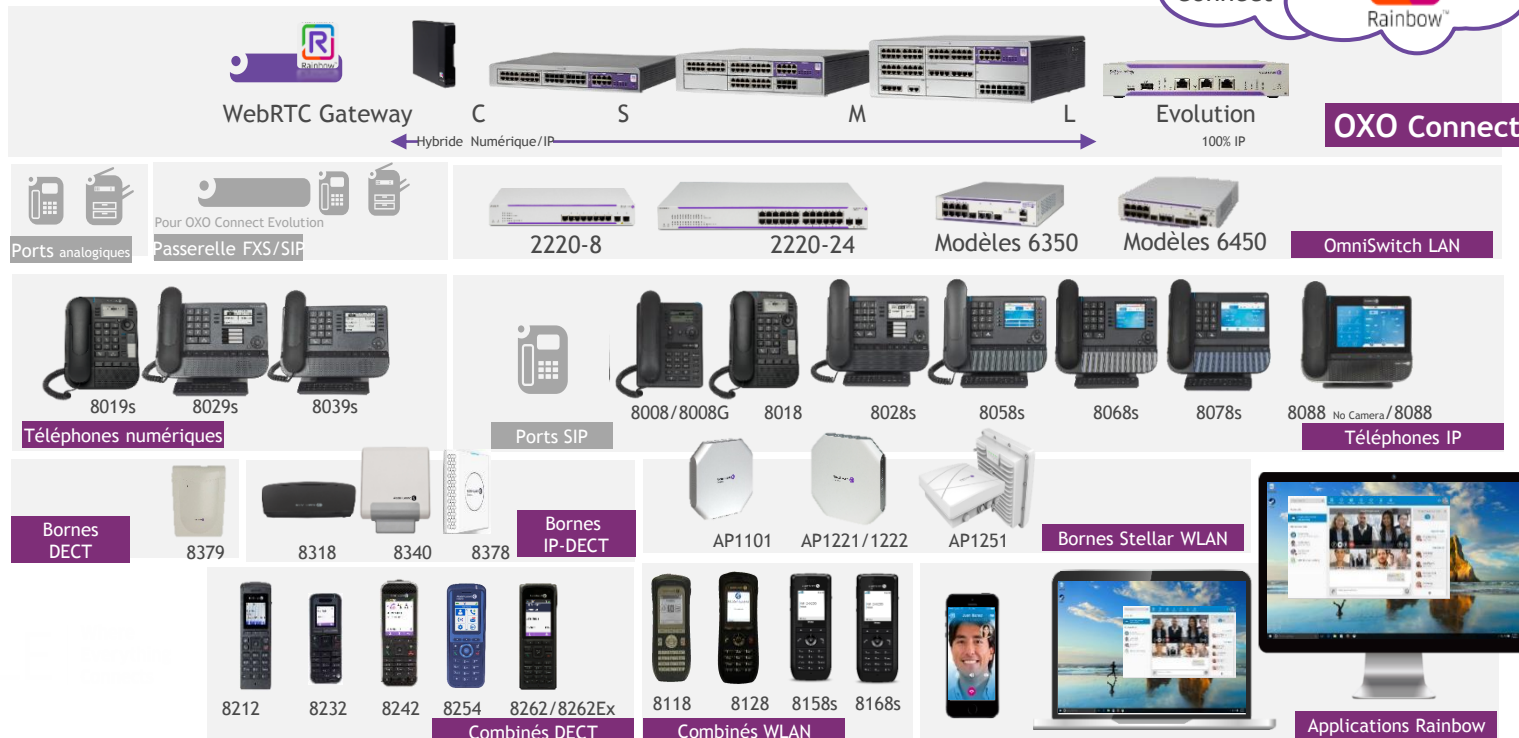 Connect
Rainbow™
R
Rainbow
WebRTC Gateway
C
S
M
L
Evolution
Hybride Numérique/IP
100% IP
OXO Connect
Ports analogiques
Pour OXO Connect Evolution
Passerelle FXS/SIP
2220-8
2220-24
Modèles 6350
Modèles 6450
OmniSwitch LAN
8019s
8029s
8039s
Téléphones numériques
Ports SIP
8008/8008G
8018
8028s
8058s
8068s
8078s
8088 No Camera/8088
Téléphones IP
Bornes
DECT
8379
8318
8340
8378
Bornes
IP-DECT
AP1101
AP1221/1222
AP1251
Bornes Stellar WLAN
8212
8232
8242
8254
8262/8262Ex
Combinés DECT
8118
8128
8158s
8168s
Combinés WLAN
Applications Rainbow